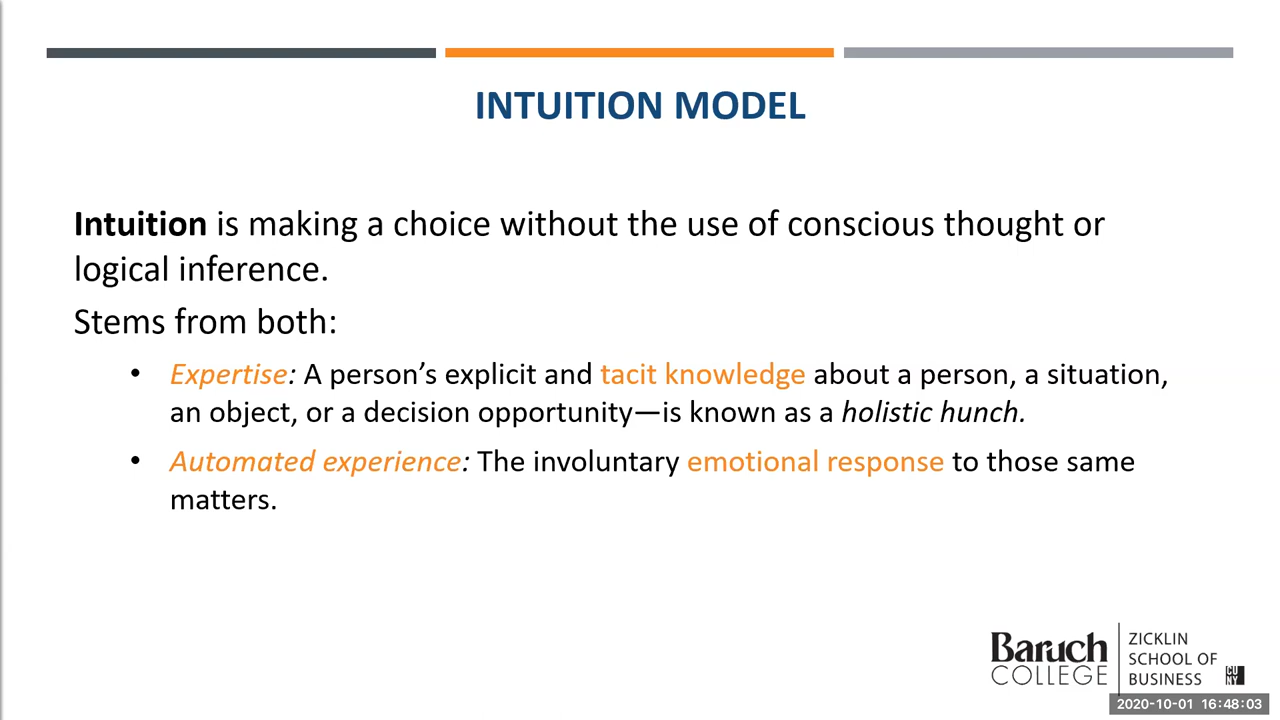 INTUITION MODEL
Intuition is making a choice without the use of conscious thought or
logical inference.
Stems from both:
• Expertise: A person’s explicit and tacit knowledge about a person, a situation,
an object, or a decision opportunity—is known as a holistic hunch.
• Automated experience: The involuntary emotional response to those same
matters.
Baruch
COLLEGE
ZICKLIN
SCHOOL OF
BUSINESS
CU
NY
2020-10-01 16:48:03